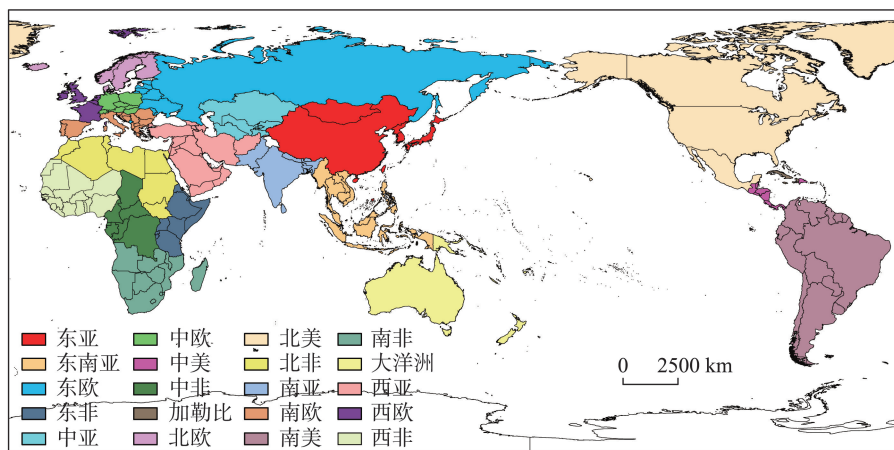 东亚 中欧 北美 南非
东南亚 中美 北非 大洋洲
东欧 中非 南亚 西亚
东非 加勒比 南欧 西欧
中亚 北欧 南美 西非
0 2500 km